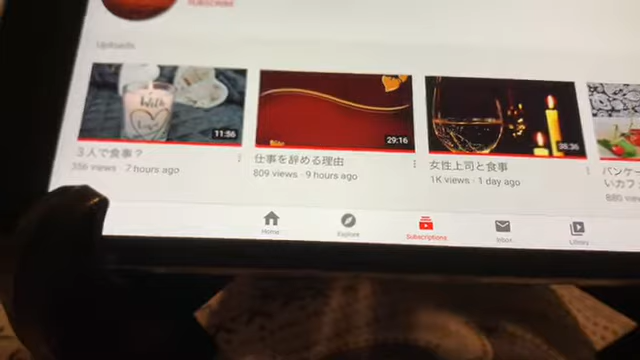 SUBSCRIBE
Uploads
With
Love
11:56
29:16
38:36
3人で食事?
356 views · 7 hours ago
仕事を辞める理由
809 views · 9 hours ago
女性上司と食事
1K views · 1 day ago
パンケー
いカフ
880 view
Home
Explore
Subscriptions
Inbox
Library